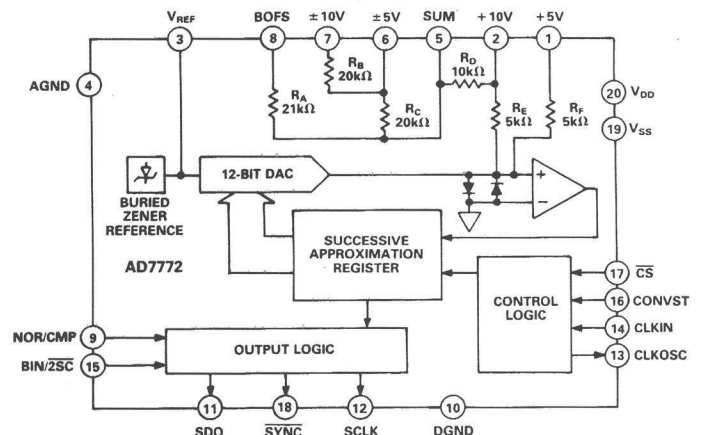 VREF BOFS ±10V ±5V SUM +10V +5V
3 8 7 6 5 2 1
AGND
4
RA
21kΩ
RB
20kΩ
RC
20kΩ
RD
10kΩ
RE
5kΩ
RF
5kΩ
20 VDD
19 VSS
12-BIT DAC
+
−
BURIED
ZENER
REFERENCE
AD7772
SUCCESSIVE
APPROXIMATION
REGISTER
CONTROL
LOGIC
17 C̅S̅
16 CONVST
14 CLKIN
13 CLKOSC
NOR/CMP 9
BIN/2̅S̅C̅ 15
OUTPUT LOGIC
11 18 12 10
SDO S̅Y̅N̅C̅ SCLK DGND